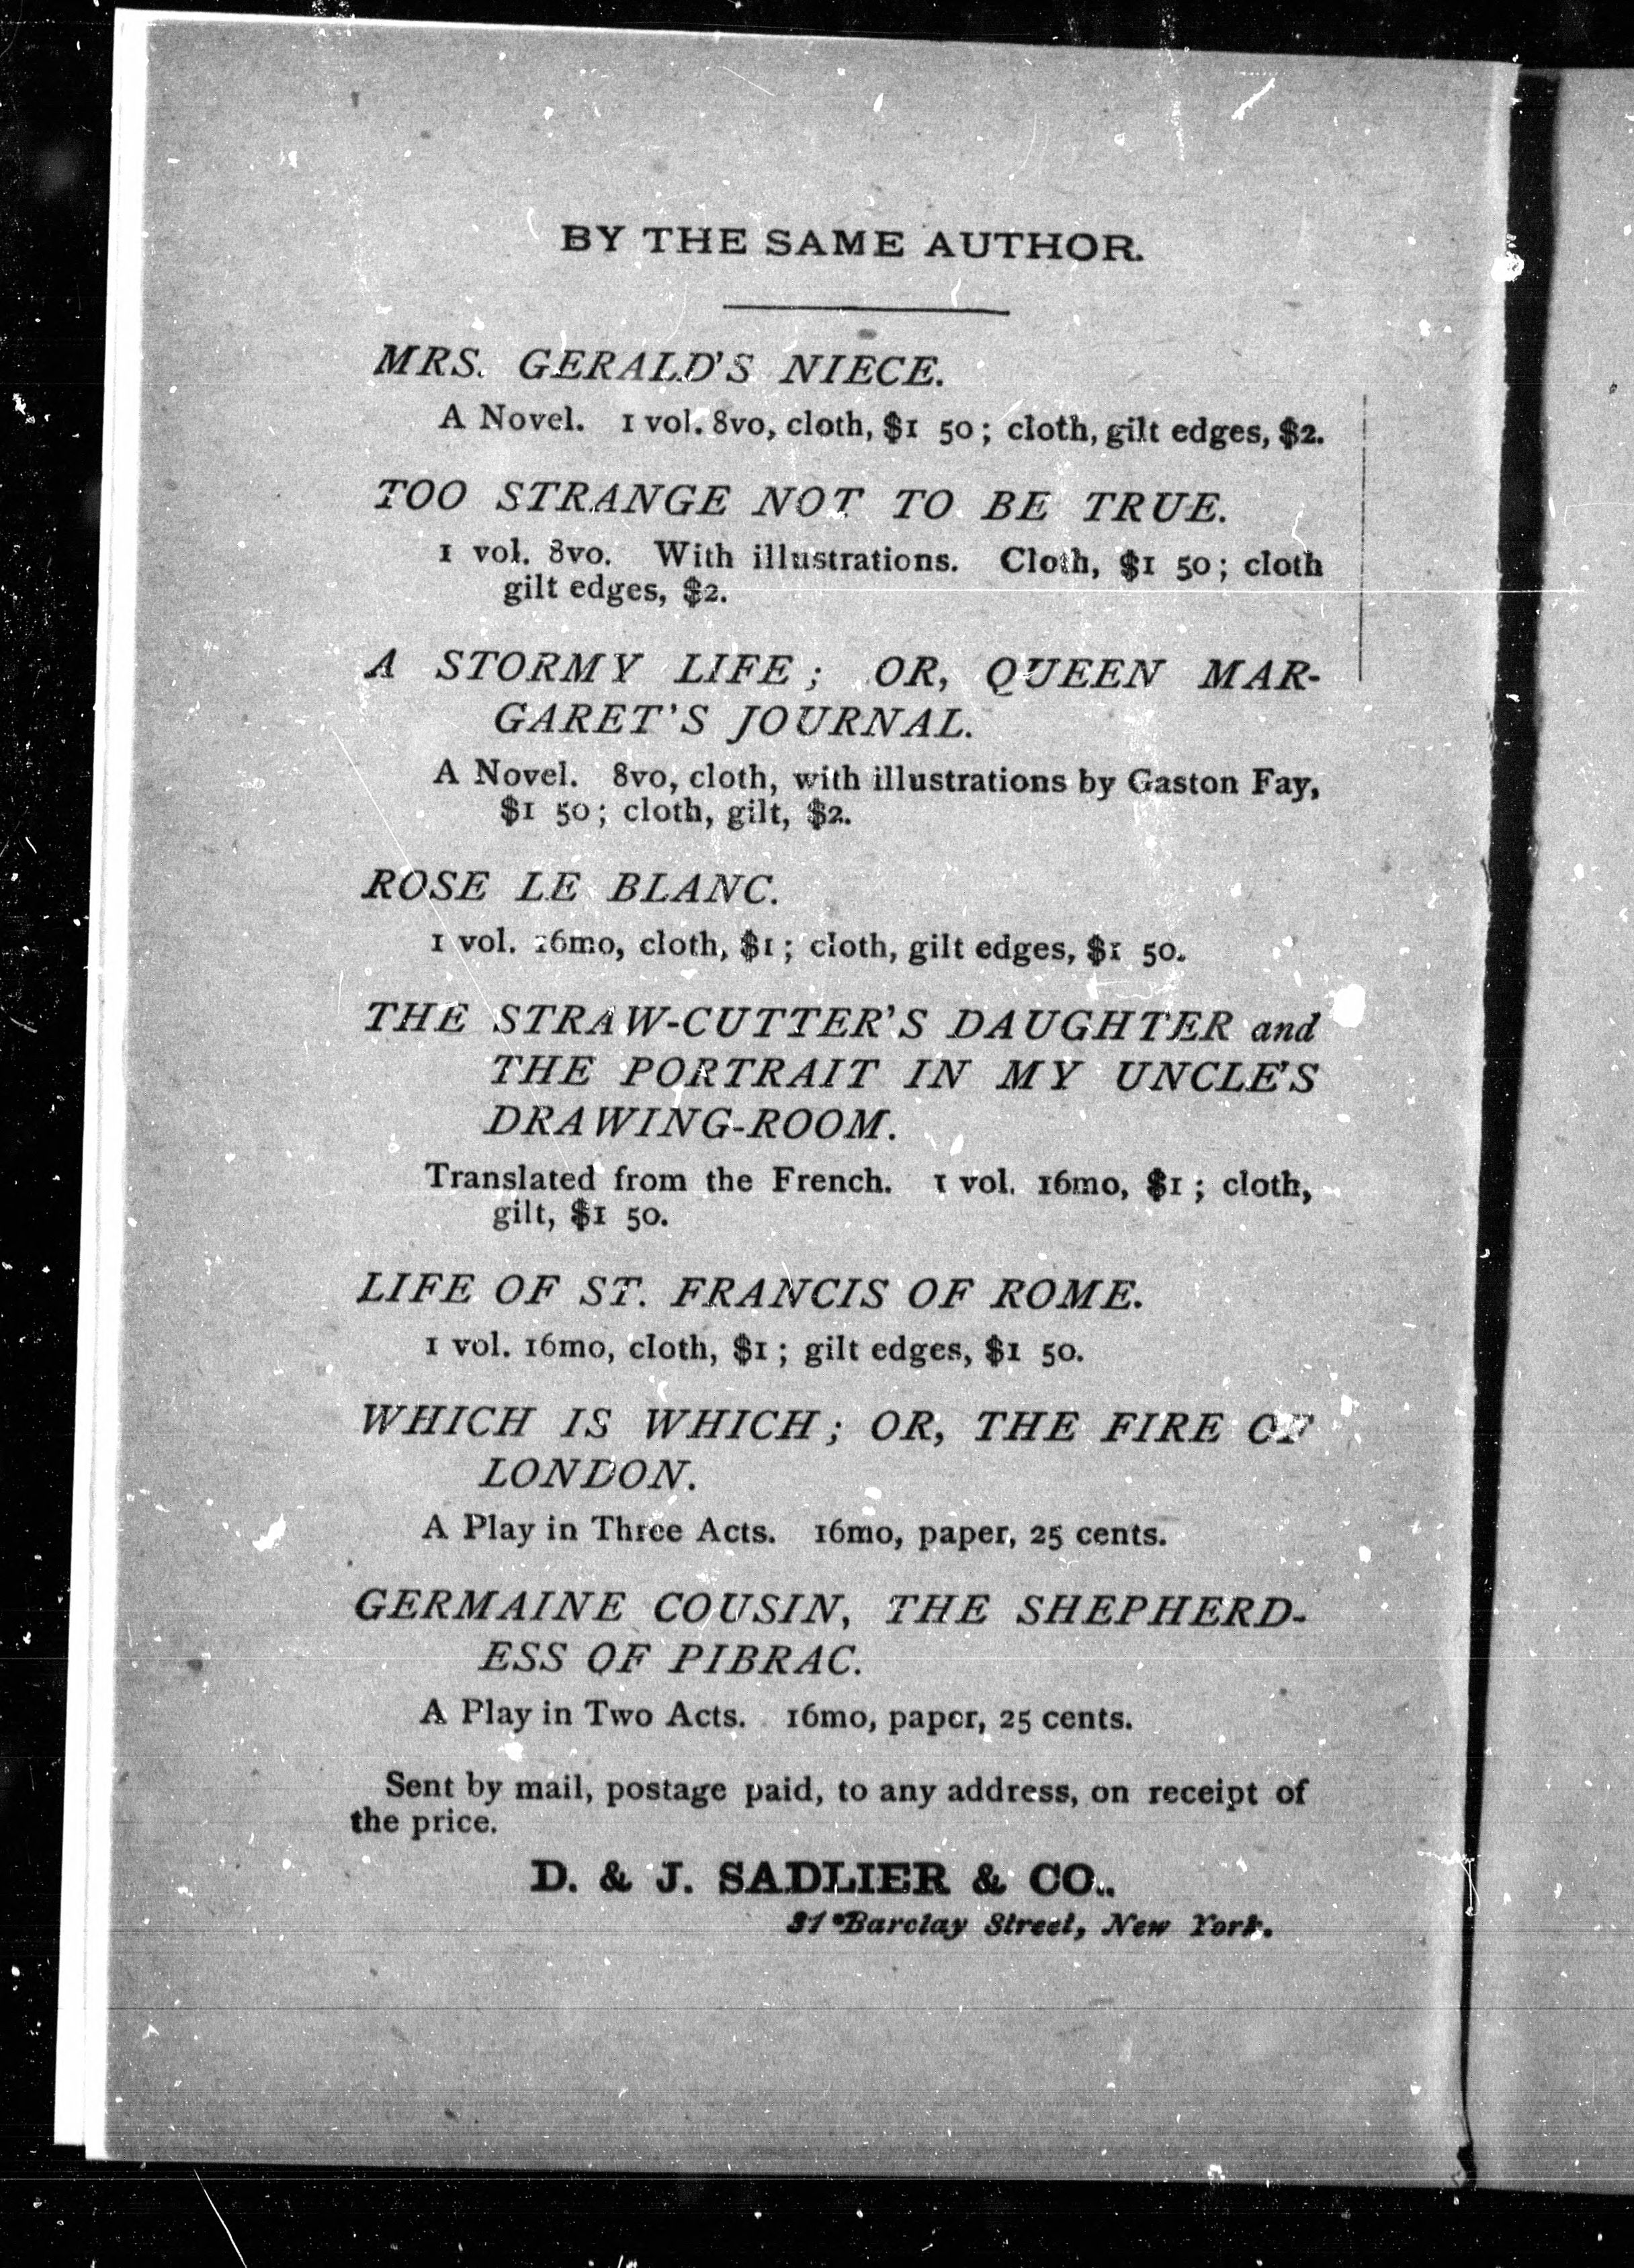 BY THE SAME AUTHOR.
MRS. GERALD'S NIECE.
A Novel. 1 vol. 8vo, cloth, $1 50; cloth, gilt edges, $2.
TOO STRANGE NOT TO BE TRUE.
1 vol. 8vo. With illustrations. Cloth, $1 50; cloth
gilt edges, $2.
A STORMY LIFE; OR, QUEEN MAR-
GARET'S JOURNAL.
A Novel. 8vo, cloth, with illustrations by Gaston Fay,
$1 50; cloth, gilt, $2.
ROSE LE BLANC.
1 vol. 16mo, cloth, $1; cloth, gilt edges, $1 50.
THE STRAW-CUTTER'S DAUGHTER and
THE PORTRAIT IN MY UNCLE'S
DRAWING-ROOM.
Translated from the French. 1 vol. 16mo, $1; cloth,
gilt, $1 50.
LIFE OF ST. FRANCIS OF ROME.
1 vol. 16mo, cloth, $1; gilt edges, $1 50.
WHICH IS WHICH; OR, THE FIRE OF
LONDON.
A Play in Three Acts. 16mo, paper, 25 cents.
GERMAINE COUSIN, THE SHEPHERD-
ESS OF PIBRAC.
A Play in Two Acts. 16mo, paper, 25 cents.
Sent by mail, postage paid, to any address, on receipt of
the price.
D. & J. SADLIER & CO.,
31 Barclay Street, New York.